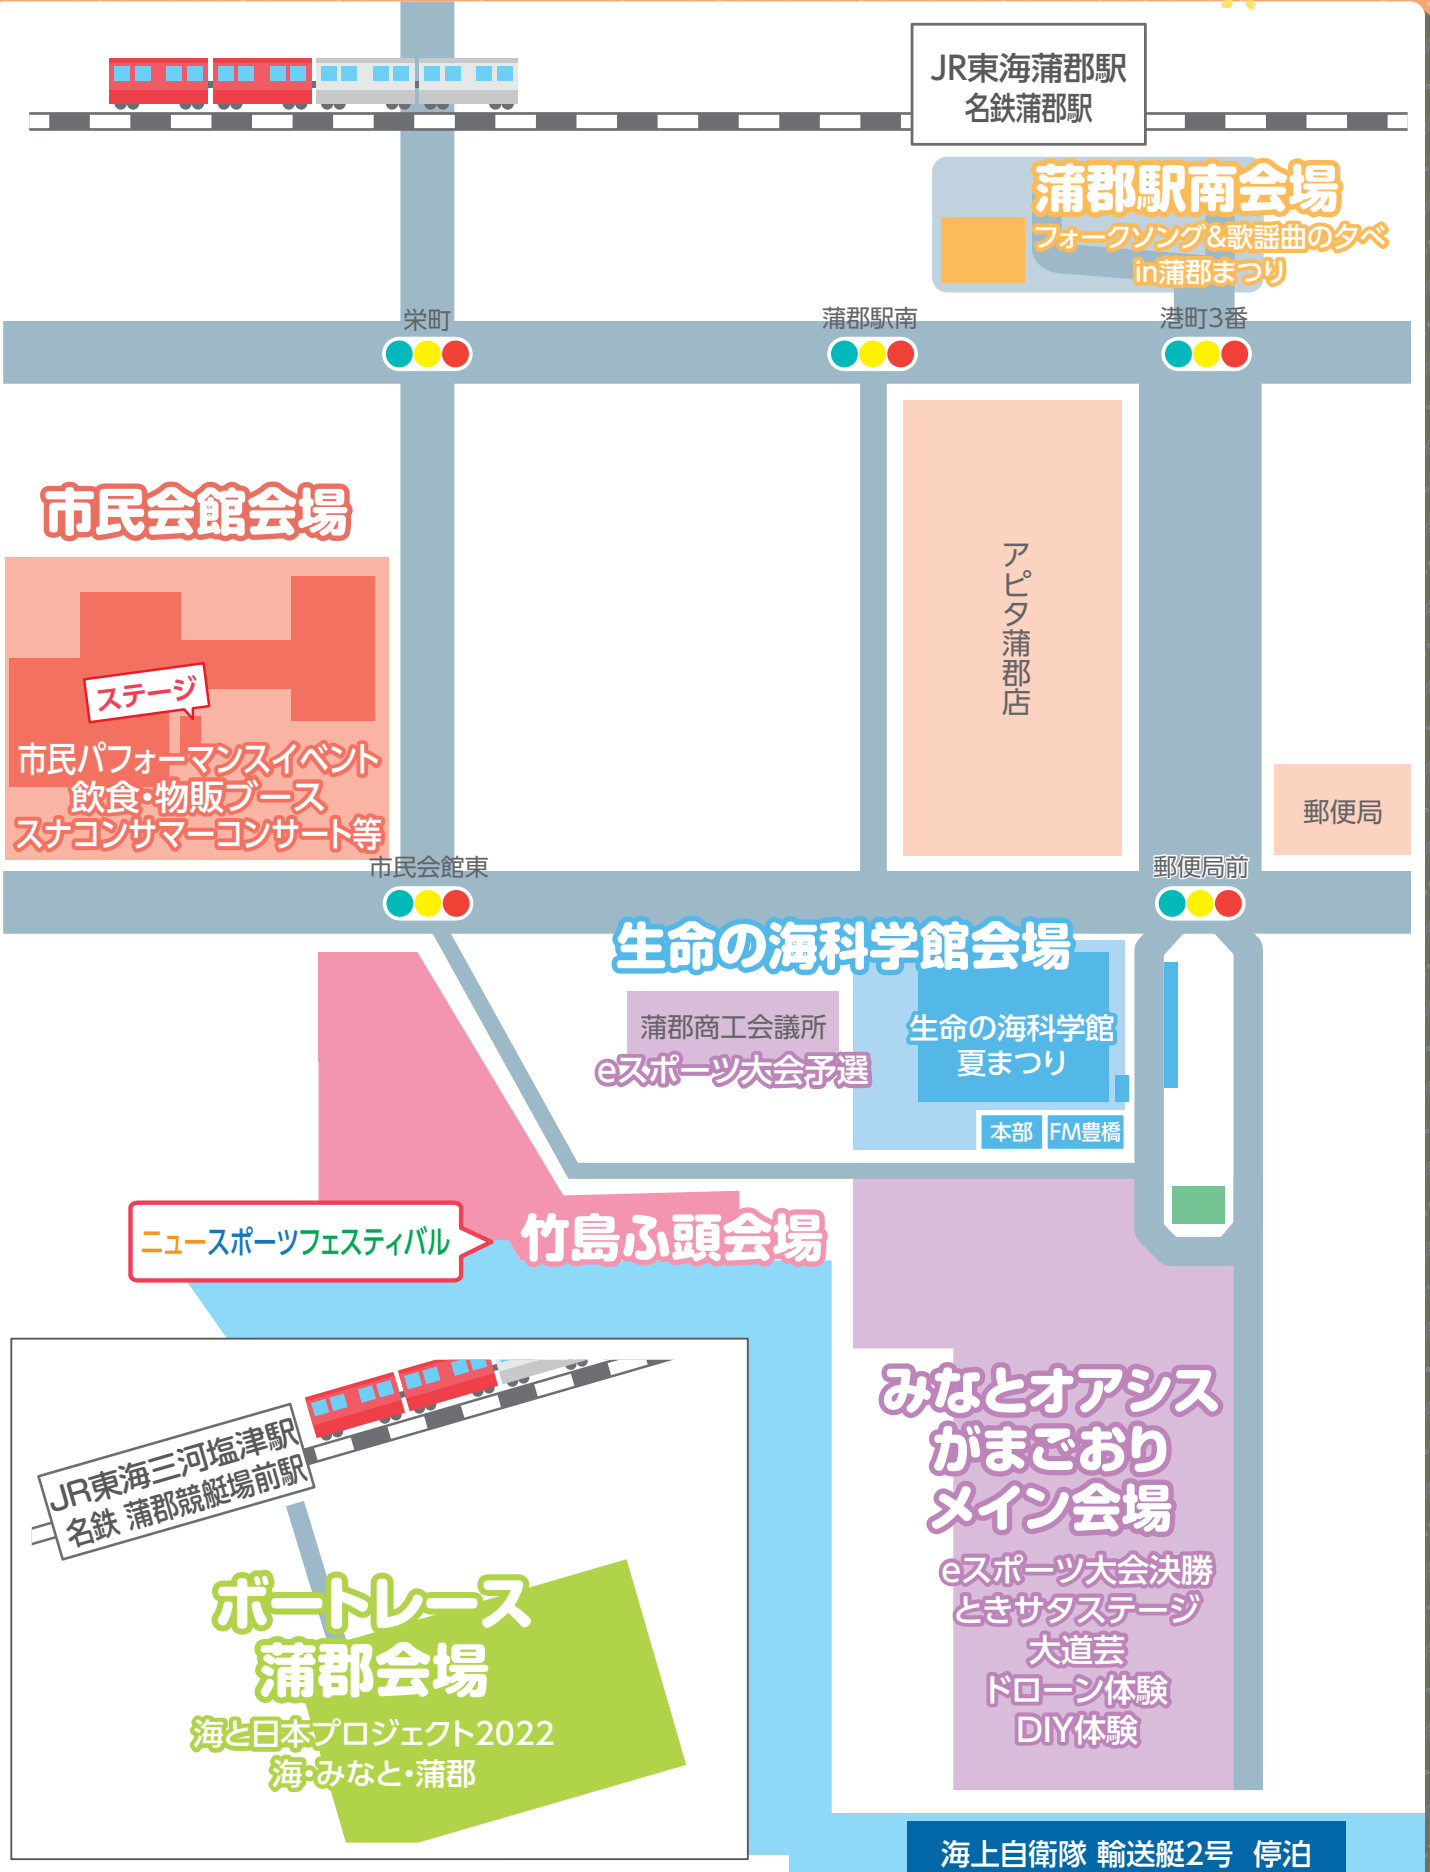 JR東海蒲郡駅
名鉄蒲郡駅
蒲郡駅南会場
フォークソング&歌謡曲の夕べ
in蒲郡まつり
栄町
蒲郡駅南
港町3番
市民会館会場
ステージ
市民パフォーマンスイベント
飲食・物販ブース
スナコンサマーコンサート等
アピタ蒲郡店
郵便局
市民会館東
郵便局前
生命の海科学館会場
蒲郡商工会議所
eスポーツ大会予選
生命の海科学館
夏まつり
本部
FM豊橋
ニュースポーツフェスティバル
竹島ふ頭会場
みなとオアシス
がまごおり
メイン会場
eスポーツ大会決勝
ときサタステージ
大道芸
ドローン体験
DIY体験
JR東海三河塩津駅
名鉄 蒲郡競艇場前駅
ボートレース
蒲郡会場
海と日本プロジェクト2022
海・みなと・蒲郡
海上自衛隊 輸送艇2号 停泊